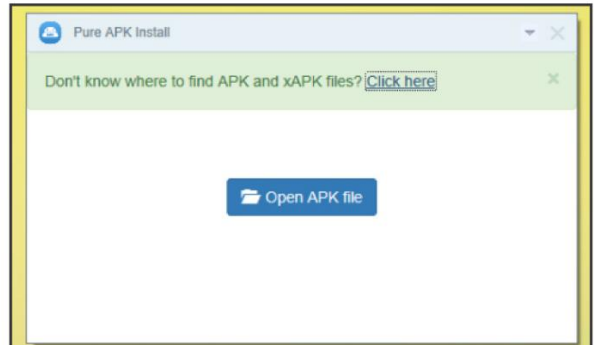 Pure APK Install
Don't know where to find APK and xAPK files? Click here
Open APK file